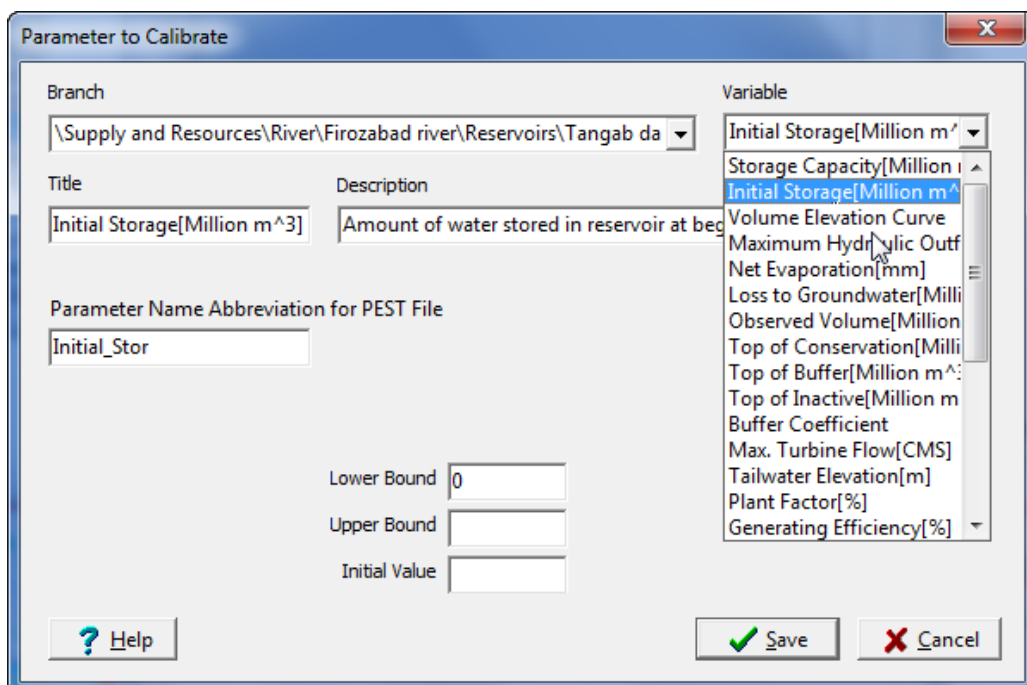 Parameter to Calibrate
Branch
Variable
\Supply and Resources\River\Firozabad river\Reservoirs\Tangab da
Initial Storage[Million m^
Title
Description
Initial Storage[Million m^3]
Amount of water stored in reservoir at beg
Storage Capacity[Million
Initial Storage[Million m^
Volume Elevation Curve
Maximum Hydraulic Outf
Net Evaporation[mm]
Loss to Groundwater[Milli
Observed Volume[Million
Top of Conservation[Milli
Top of Buffer[Million m^3
Top of Inactive[Million m
Buffer Coefficient
Max. Turbine Flow[CMS]
Tailwater Elevation[m]
Plant Factor[%]
Generating Efficiency[%]
Parameter Name Abbreviation for PEST File
Initial_Stor
Lower Bound 0
Upper Bound
Initial Value
? Help
Save
Cancel